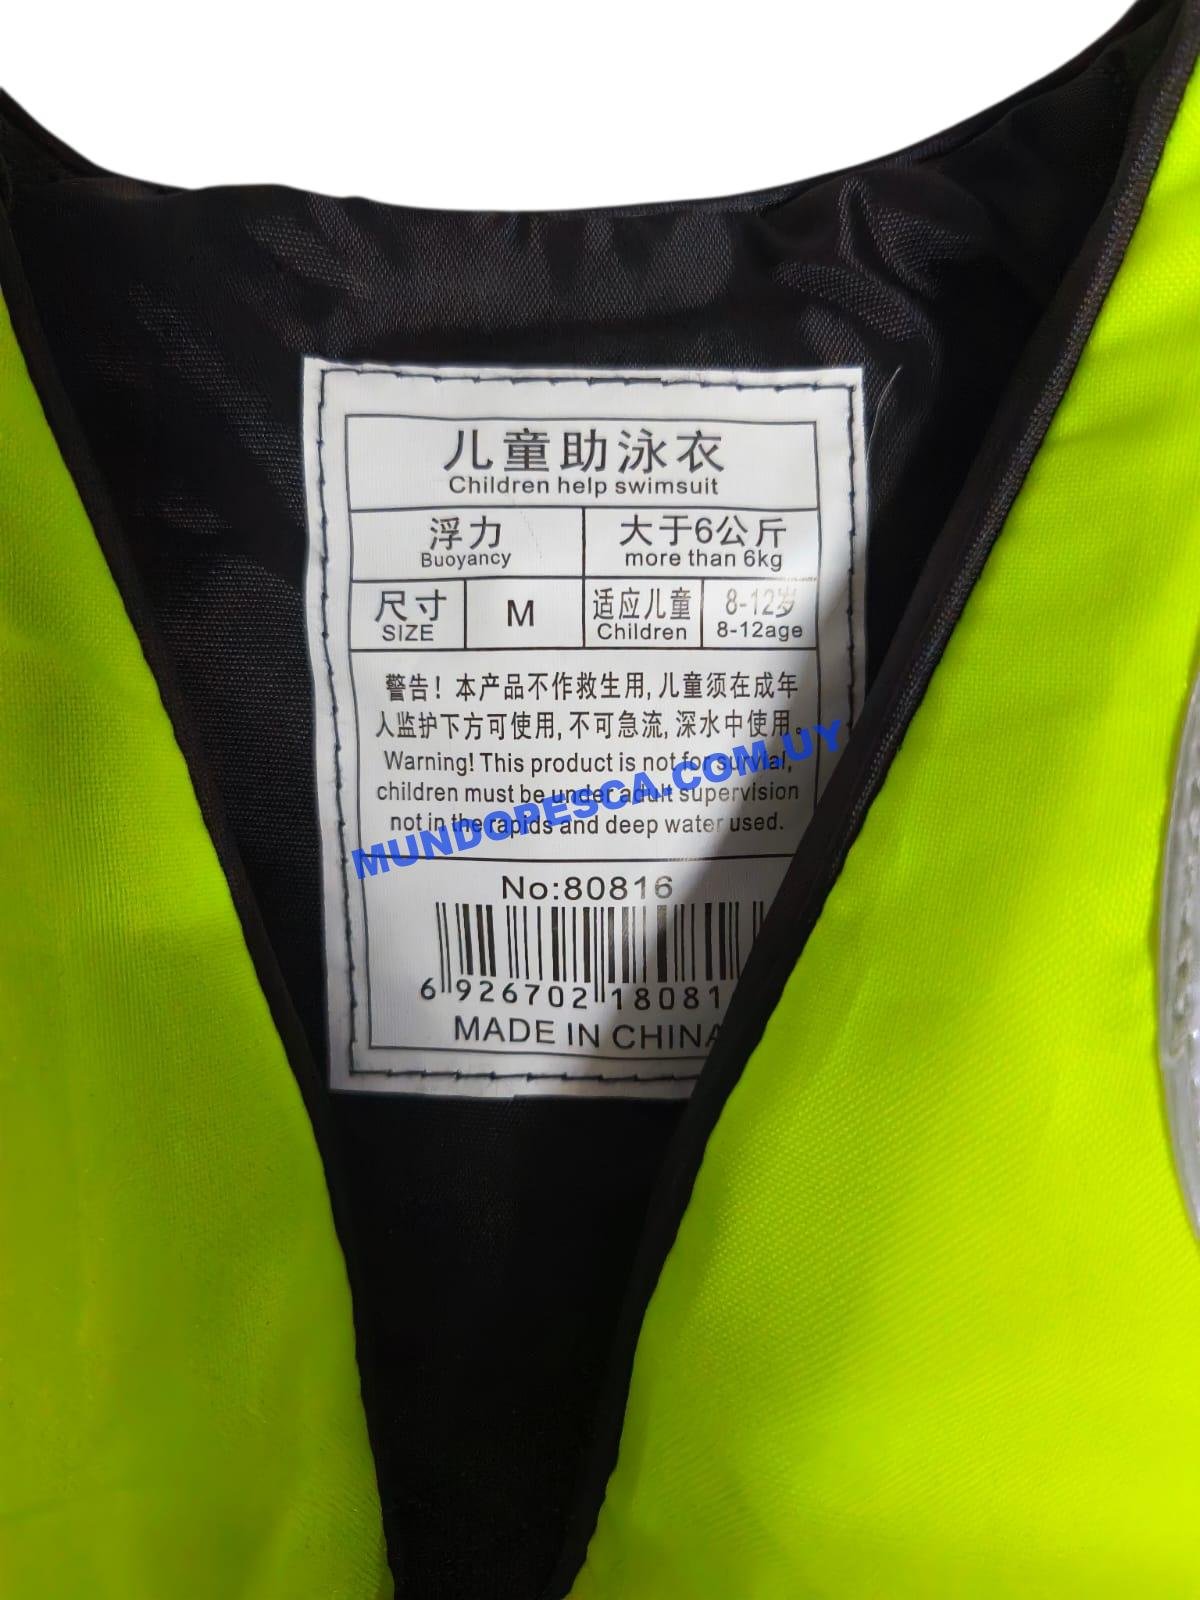 儿童助泳衣
Children help swimsuit
浮力
Buoyancy
大于6公斤
more than 6kg
尺寸
SIZE
M
适应儿童
Children
8-12岁
8-12age
警告！本产品不作救生用,儿童须在成年
人监护下方可使用,不可急流,深水中使用。
Warning! This product is not for survial,
children must be under adult supervision
not in the rapids and deep water used.
MUNDOPESCA.COM.UY
No:80816
6 926702 18081
MADE IN CHINA